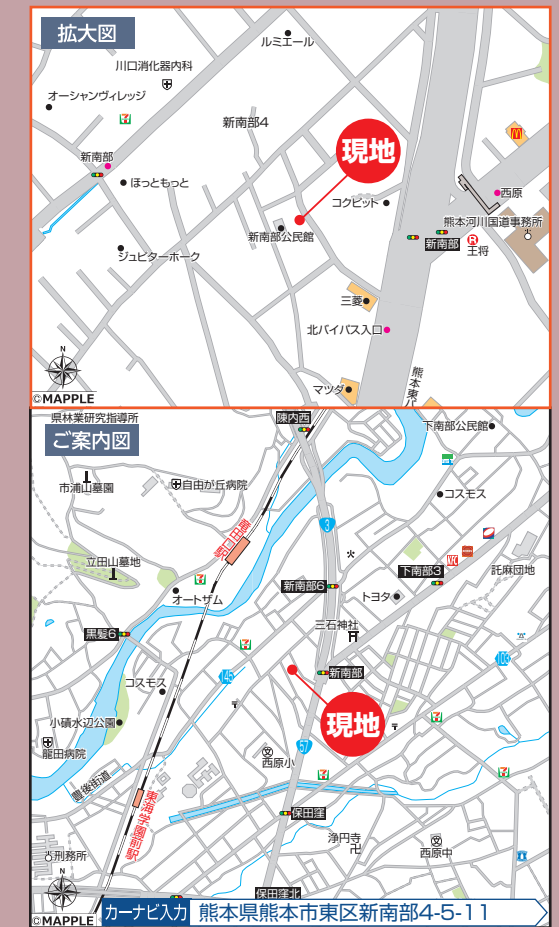 拡大図
ルミエール
川口消化器内科
オーシャンヴィレッジ
新南部4
新南部
現地
ほっともっと
コクピット
西原
熊本河川国道事務所
新南部公民館
新南部
R
王将
ジュピターホーク
三菱
北バイパス入口
熊本東バ
マツダ
N
©MAPPLE
県林業研究指導所
陳内西
下南部公民館
ご案内図
市浦山墓園
自由が丘病院
コスモス
3
竜田口駅
立田山墓地
下南部3
託麻団地
新南部6
トヨタ
オートザム
三石神社
黒髪6
新南部
103
145
コスモス
現地
小磧水辺公園
57
龍田病院
西原小
豊後街道
東海学園前駅
保田窪
浄円寺
西原中
刑務所
保田窪北
N
©MAPPLE
カーナビ入力 熊本県熊本市東区新南部4-5-11